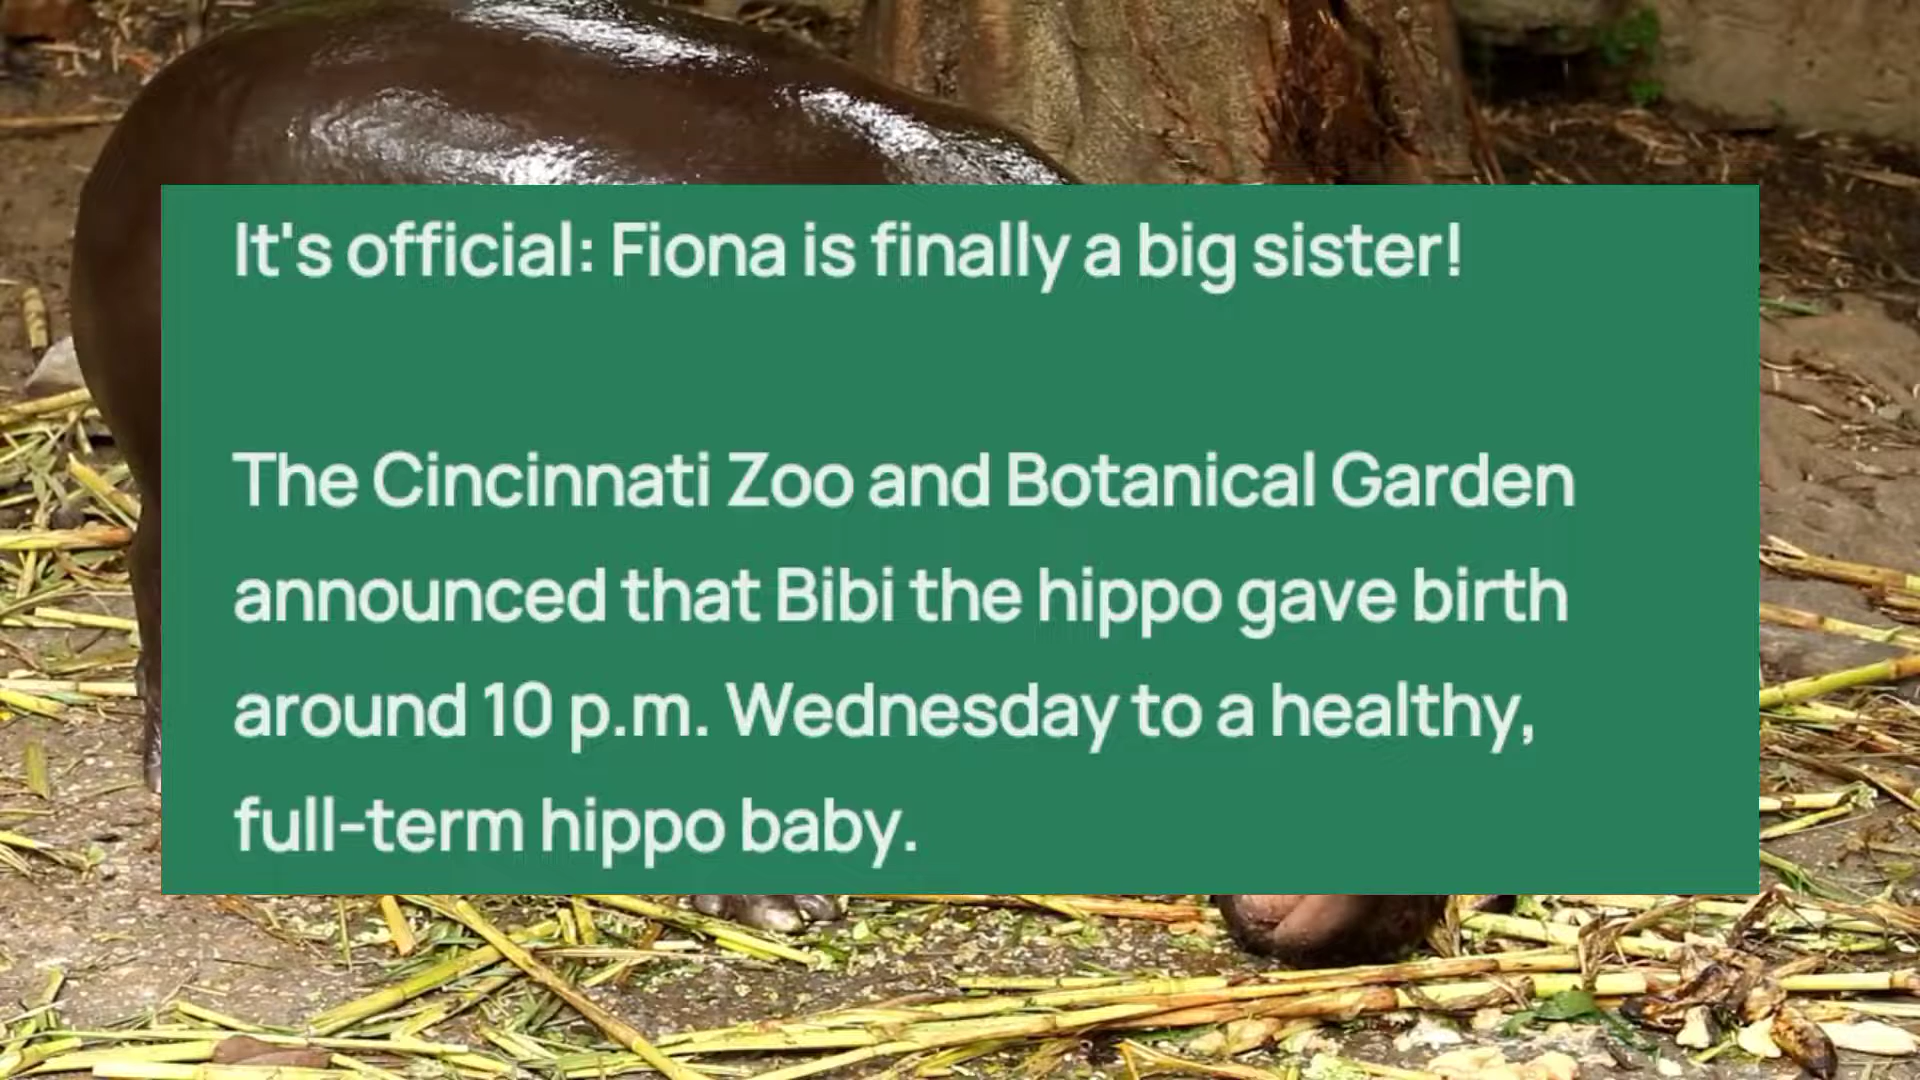 It's official: Fiona is finally a big sister!
The Cincinnati Zoo and Botanical Garden
announced that Bibi the hippo gave birth
around 10 p.m. Wednesday to a healthy,
full-term hippo baby.